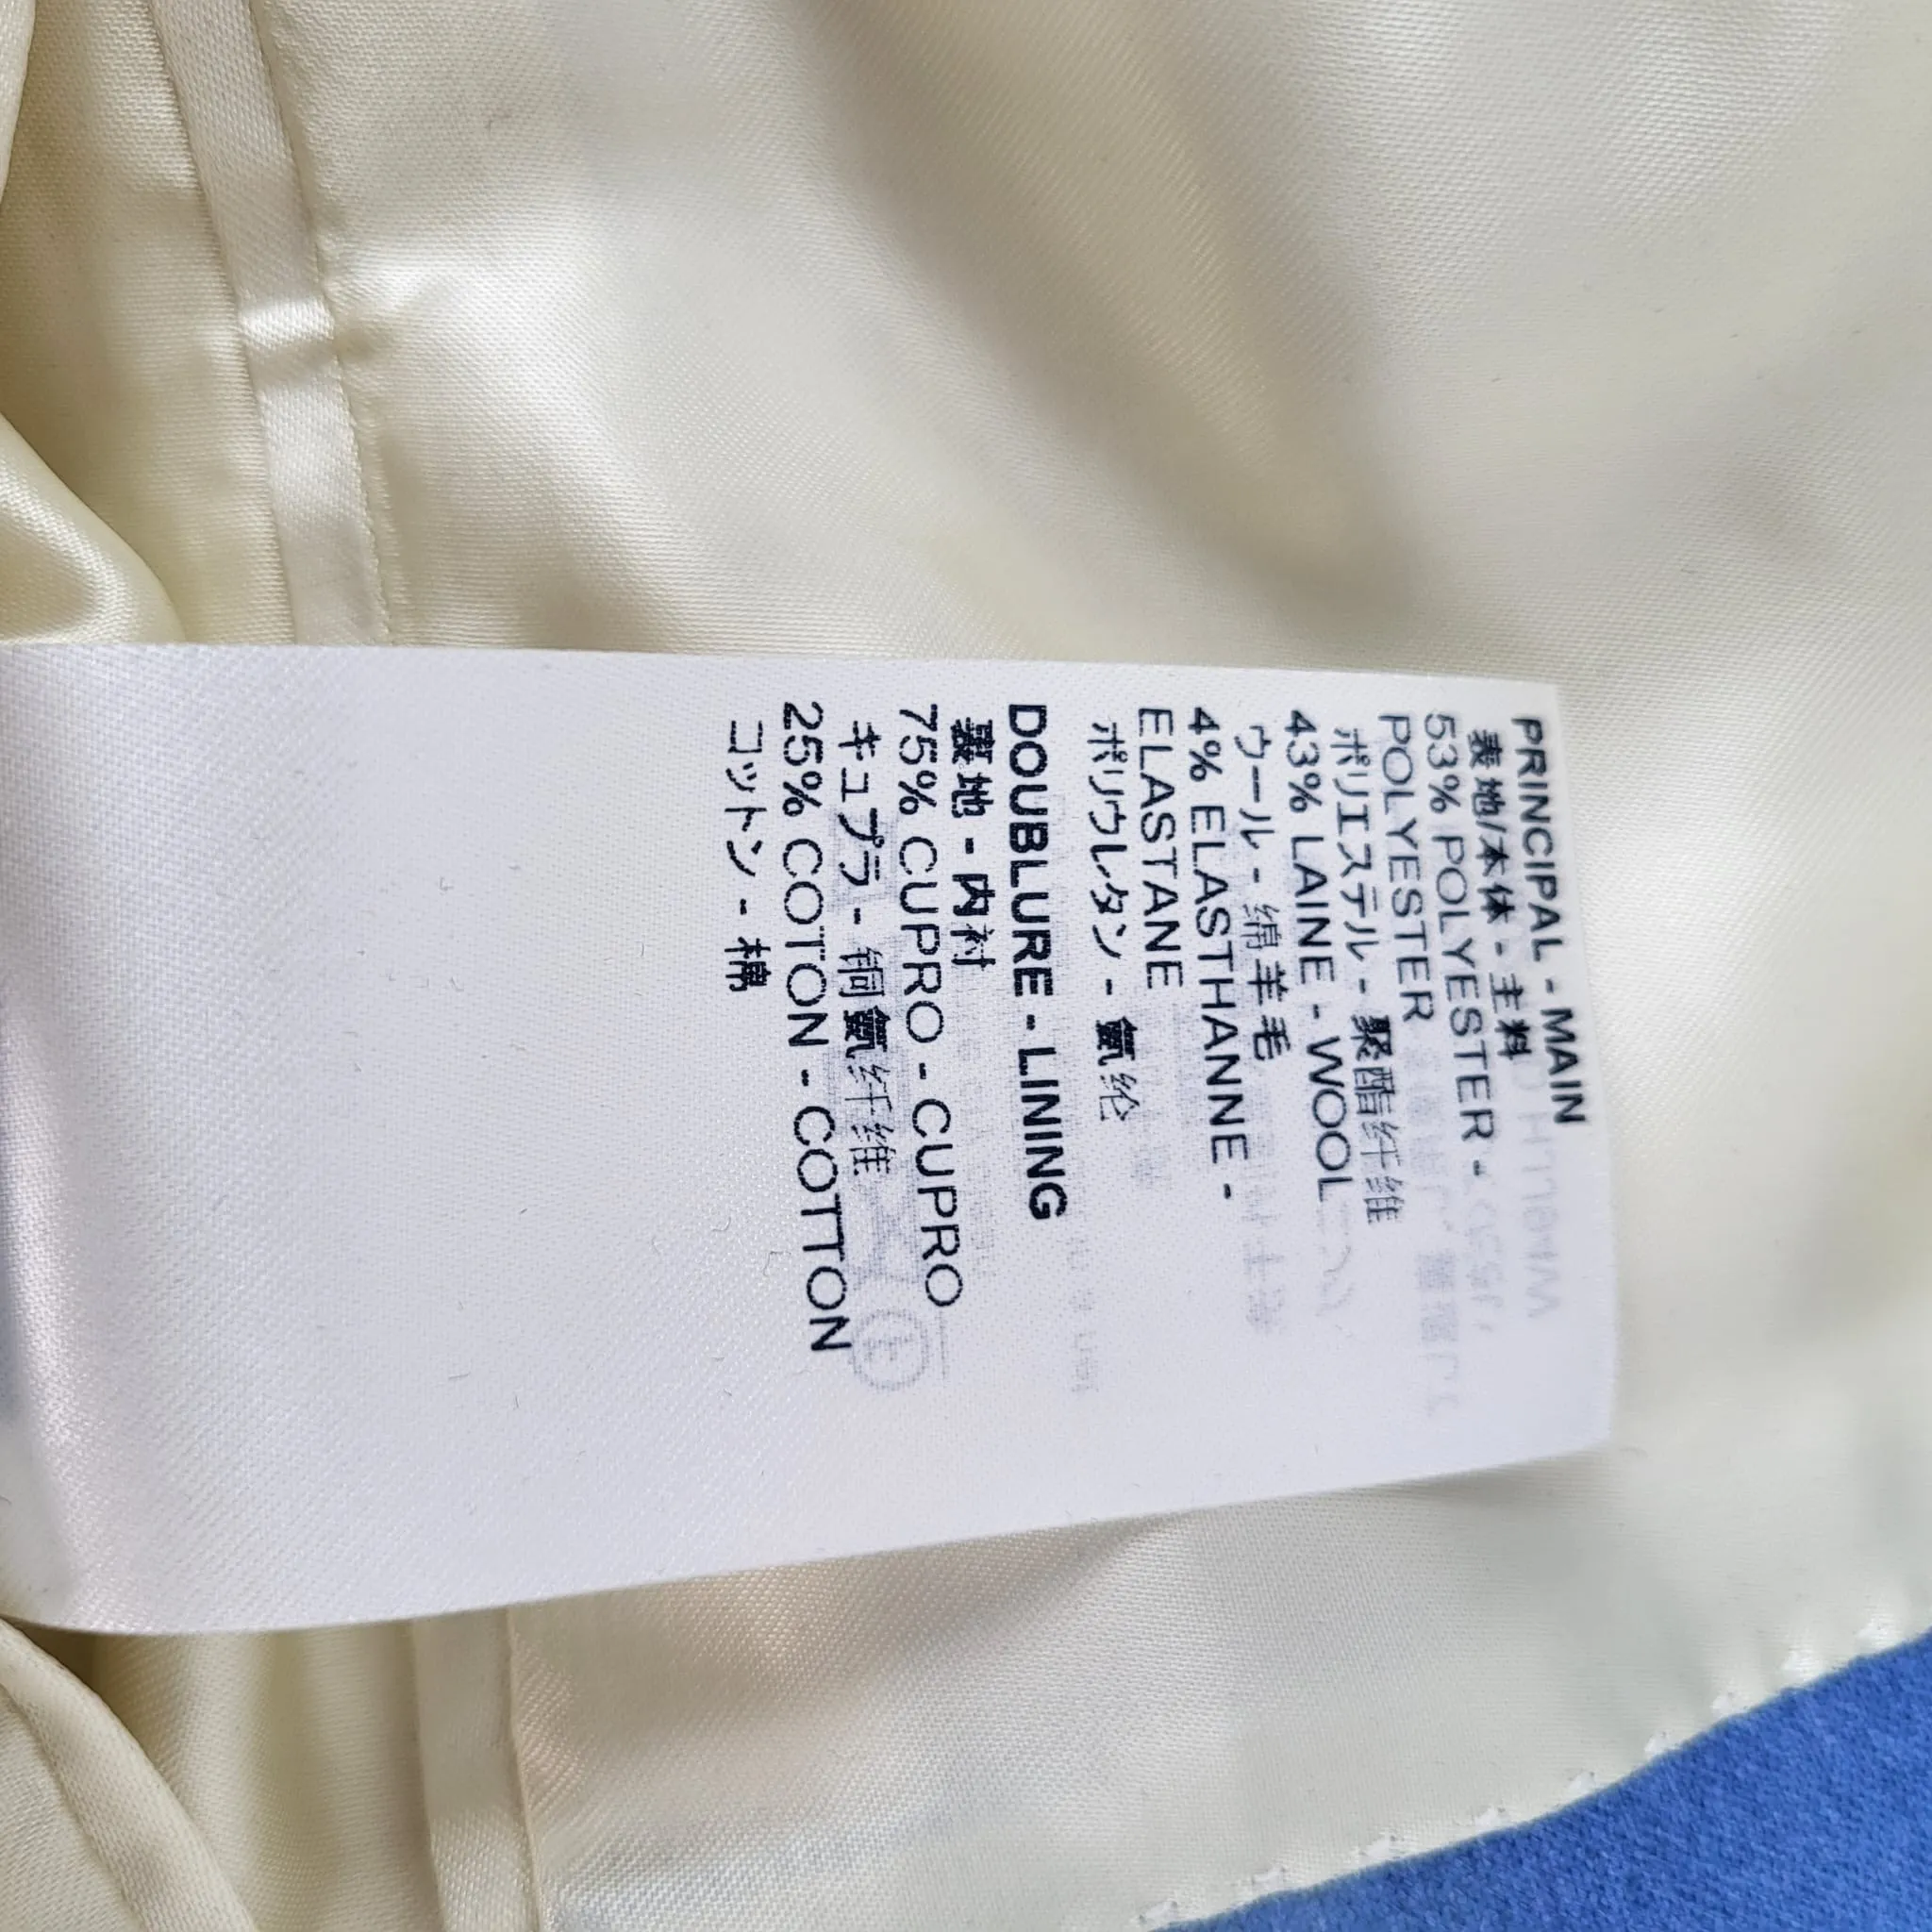 PRINCIPAL - MAIN
表地/本体 - 主料
53% POLYESTER -
POLYESTER
ポリエステル - 聚酯纤维
43% LAINE - WOOL
ウール - 绵羊毛
4% ELASTHANNE -
ELASTANE
ポリウレタン - 氨纶
DOUBLURE - LINING
裏地 - 内衬
75% CUPRO - CUPRO
キュプラ - 铜氨纤维
25% COTON - COTTON
コットン - 棉